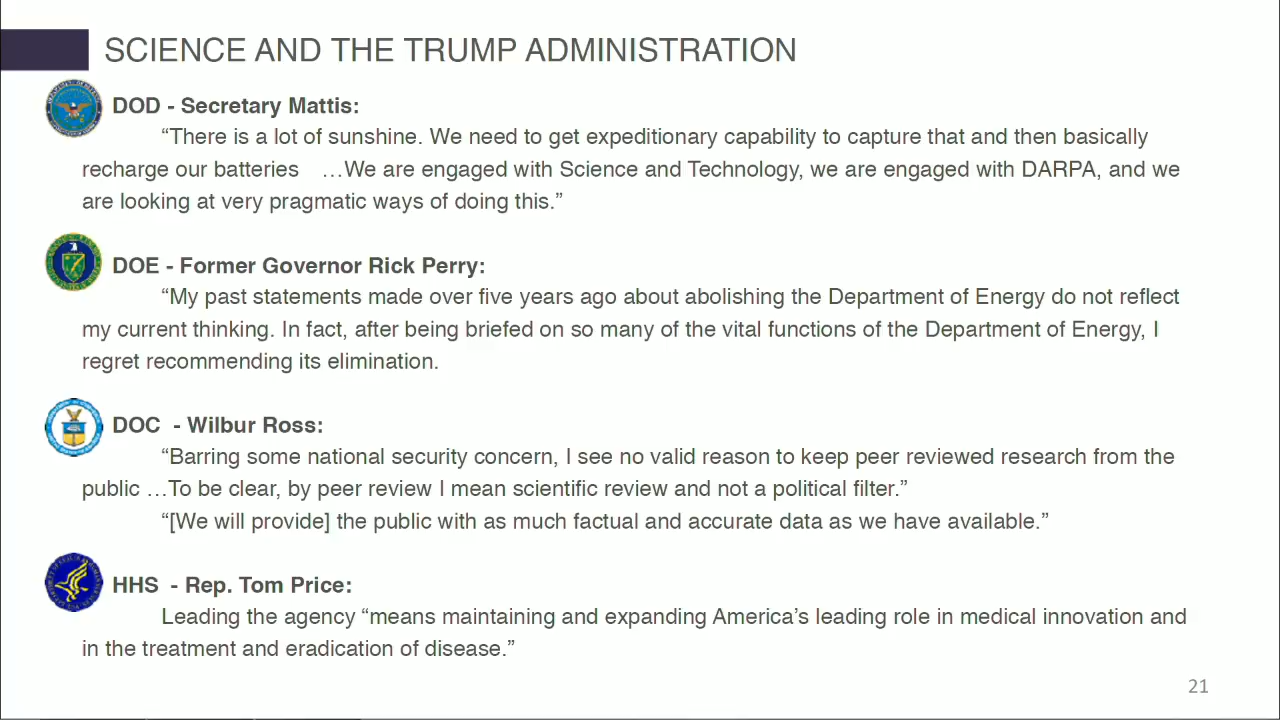 SCIENCE AND THE TRUMP ADMINISTRATION
DOD - Secretary Mattis:
“There is a lot of sunshine. We need to get expeditionary capability to capture that and then basically
recharge our batteries …We are engaged with Science and Technology, we are engaged with DARPA, and we
are looking at very pragmatic ways of doing this.”
DOE - Former Governor Rick Perry:
“My past statements made over five years ago about abolishing the Department of Energy do not reflect
my current thinking. In fact, after being briefed on so many of the vital functions of the Department of Energy, I
regret recommending its elimination.
DOC - Wilbur Ross:
“Barring some national security concern, I see no valid reason to keep peer reviewed research from the
public …To be clear, by peer review I mean scientific review and not a political filter.”
“[We will provide] the public with as much factual and accurate data as we have available.”
HHS - Rep. Tom Price:
Leading the agency “means maintaining and expanding America’s leading role in medical innovation and
in the treatment and eradication of disease.”
21